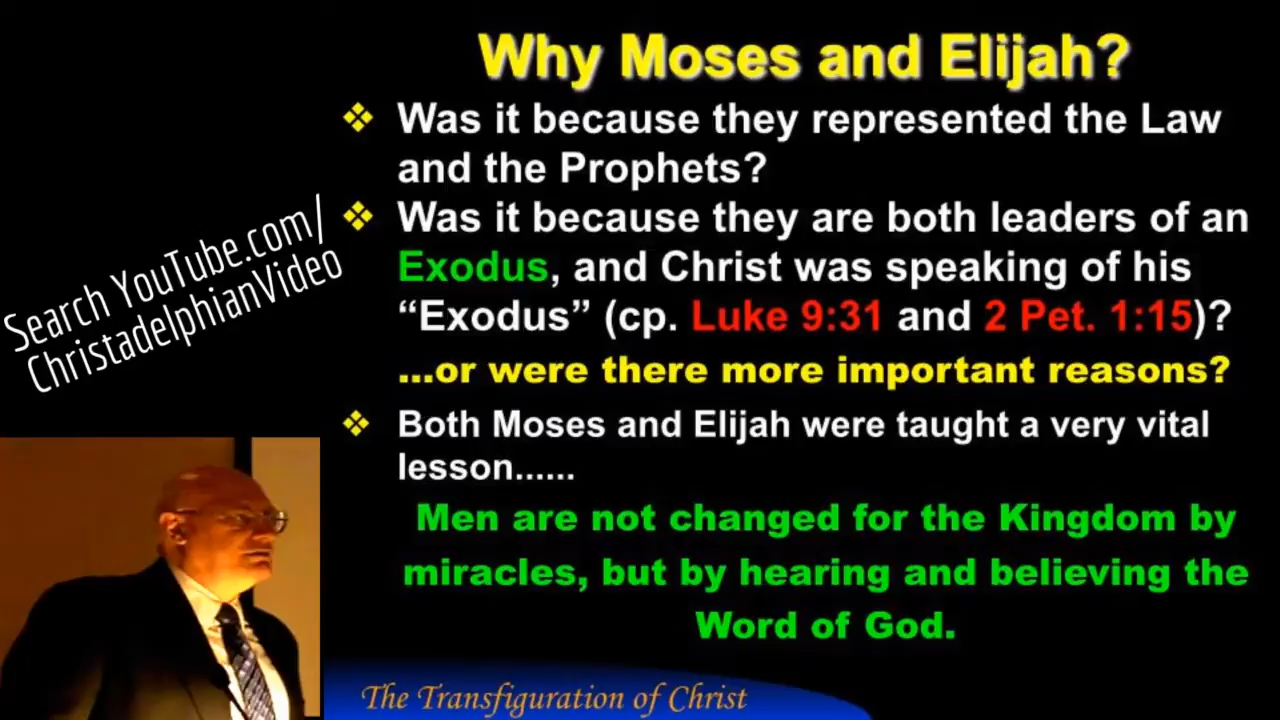 Why Moses and Elijah?
❖ Was it because they represented the Law
and the Prophets?
❖ Was it because they are both leaders of an
Exodus, and Christ was speaking of his
“Exodus” (cp. Luke 9:31 and 2 Pet. 1:15)?
...or were there more important reasons?
❖ Both Moses and Elijah were taught a very vital
lesson......
Men are not changed for the Kingdom by
miracles, but by hearing and believing the
Word of God.
The Transfiguration of Christ
Search YouTube.com/
ChristadelphianVideo